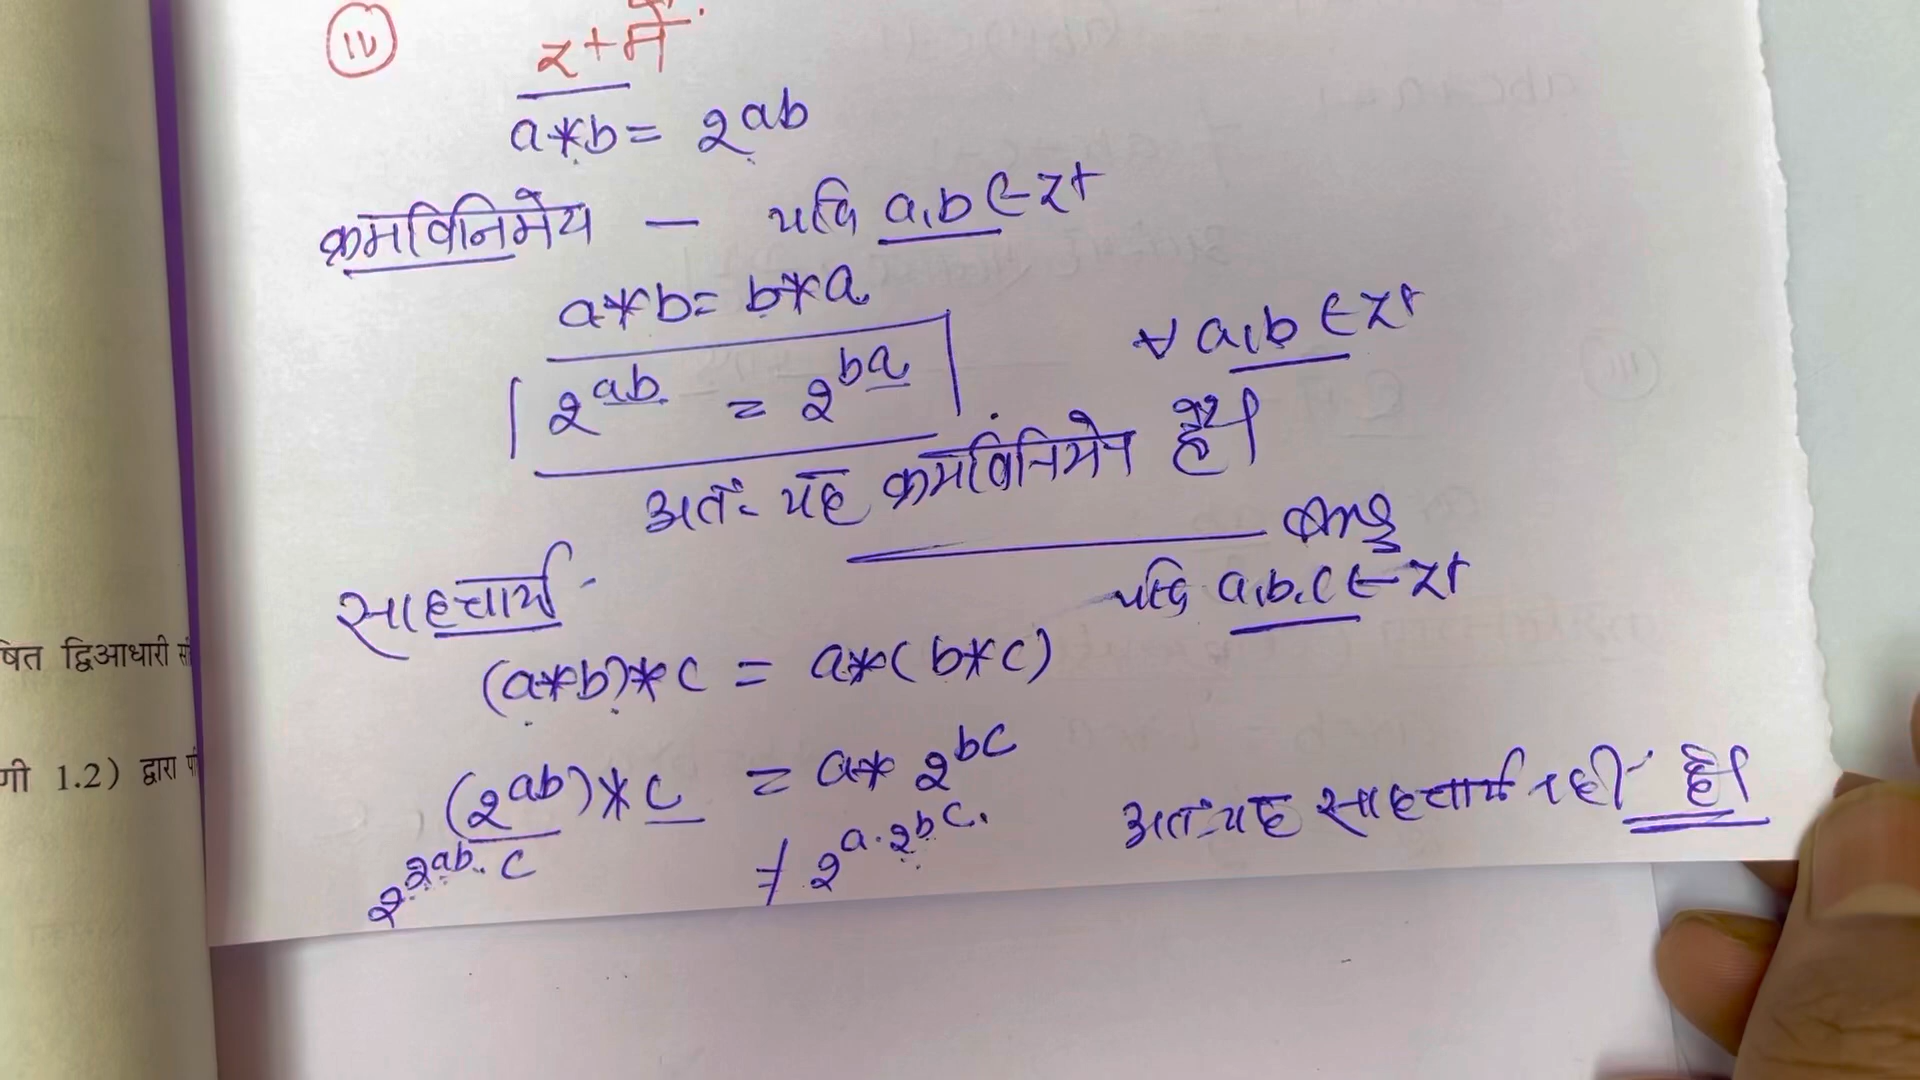 (iv) z+ में
a*b = 2^ab
क्रमविनिमेय — यदि a,b ∈ z+
a*b = b*a
2^ab = 2^ba ∀ a,b ∈ z+
अतः यह क्रमविनिमेय है।
साहचार्य - यदि a,b,c ∈ z+
(a*b)*c = a*(b*c)
(2^ab)*c = a* 2^bc
2^2^ab.c ≠ 2^a.2^bc. अतः यह साहचार्य नहीं है।
षित द्विआधारी
1.2) द्वारा